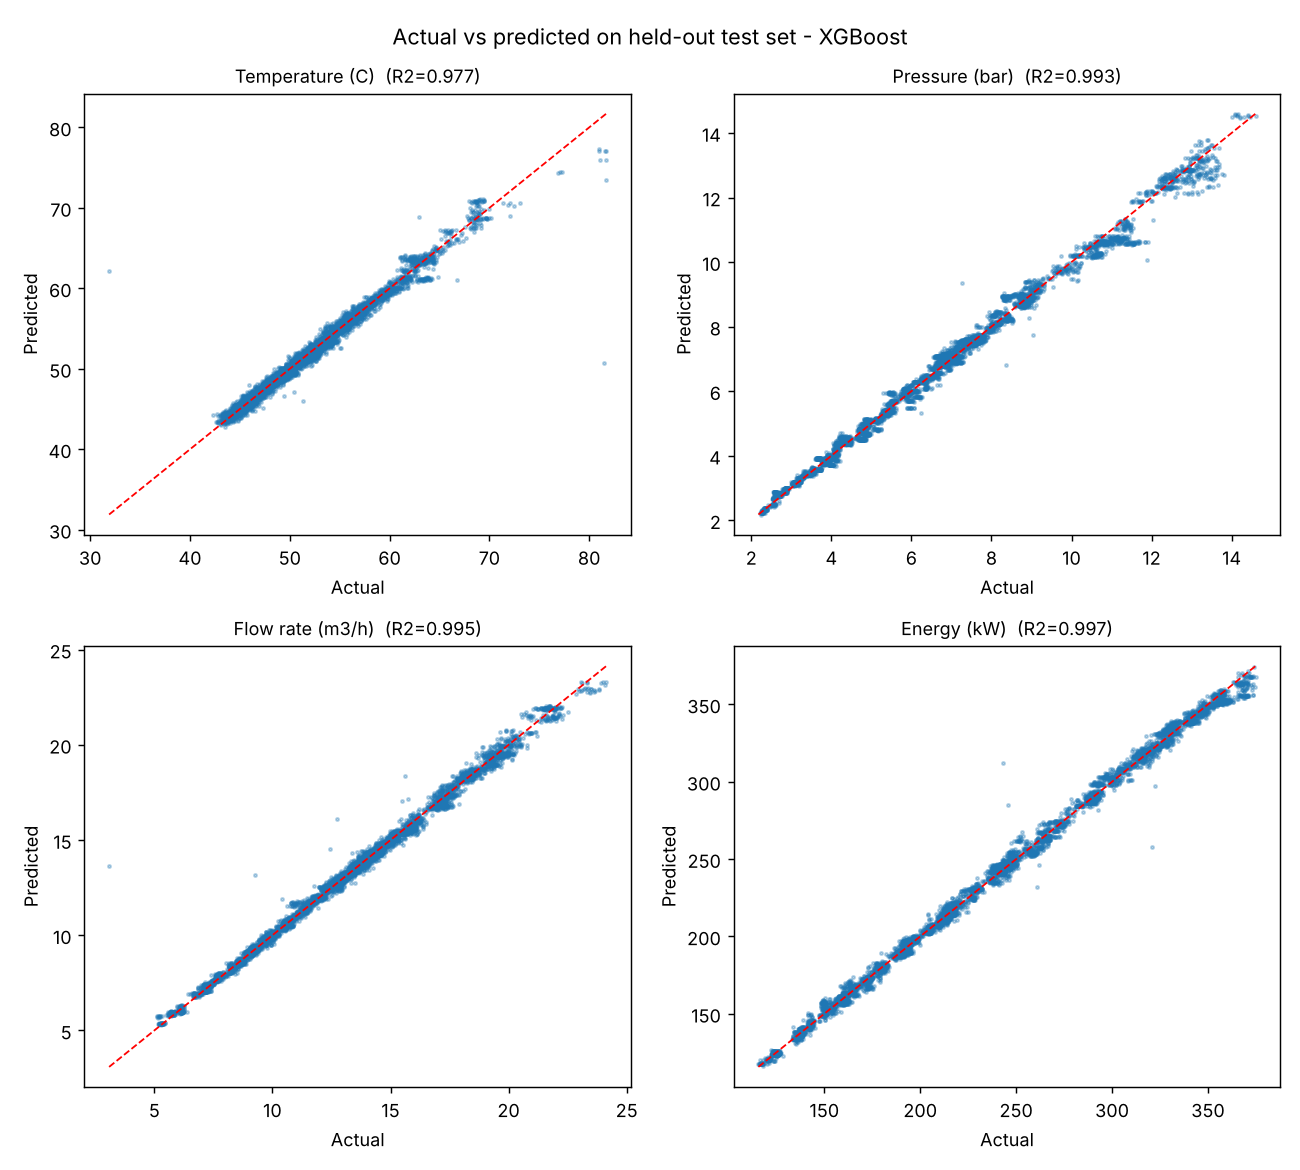 Actual vs predicted on held-out test set - XGBoost
Temperature (C)  (R2=0.977)
80
70
60
50
40
30
Predicted
30 40 50 60 70 80
Actual
Pressure (bar)  (R2=0.993)
14
12
10
8
6
4
2
Predicted
2 4 6 8 10 12 14
Actual
Flow rate (m3/h)  (R2=0.995)
25
20
15
10
5
Predicted
5 10 15 20 25
Actual
Energy (kW)  (R2=0.997)
350
300
250
200
150
Predicted
150 200 250 300 350
Actual